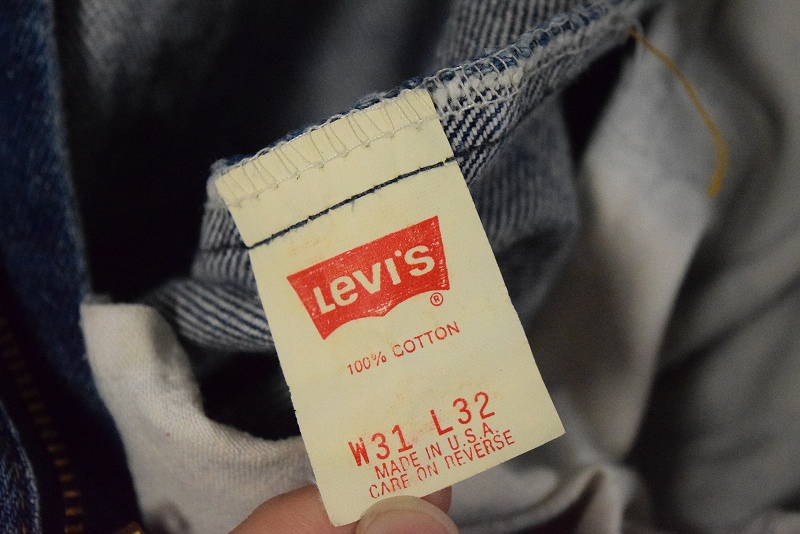 LeVI'S
®
100% COTTON
W31 L32
MADE IN U.S.A.
CARE ON REVERSE